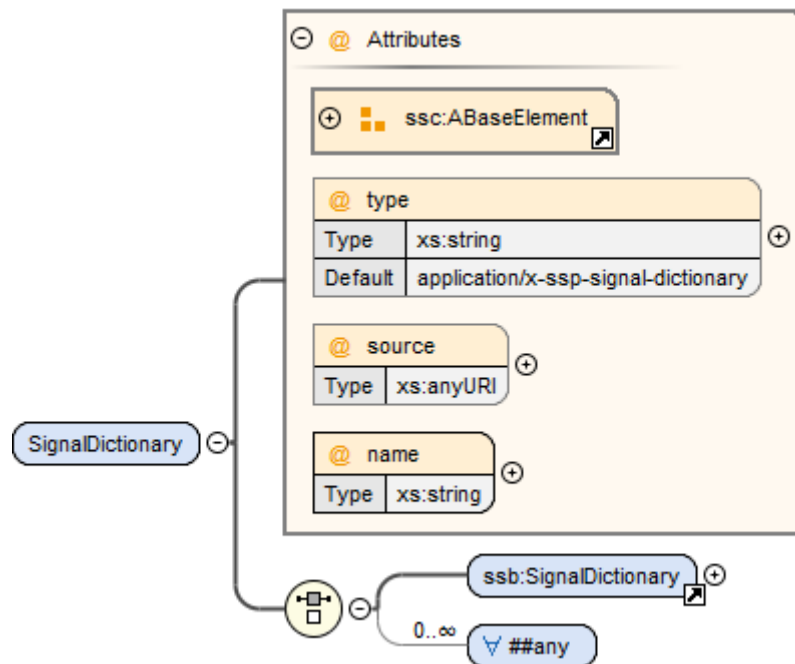 @ Attributes
ssc:ABaseElement
@ type
Type xs:string
Default application/x-ssp-signal-dictionary
@ source
Type xs:anyURI
SignalDictionary
@ name
Type xs:string
ssb:SignalDictionary
0..∞
∀ ##any